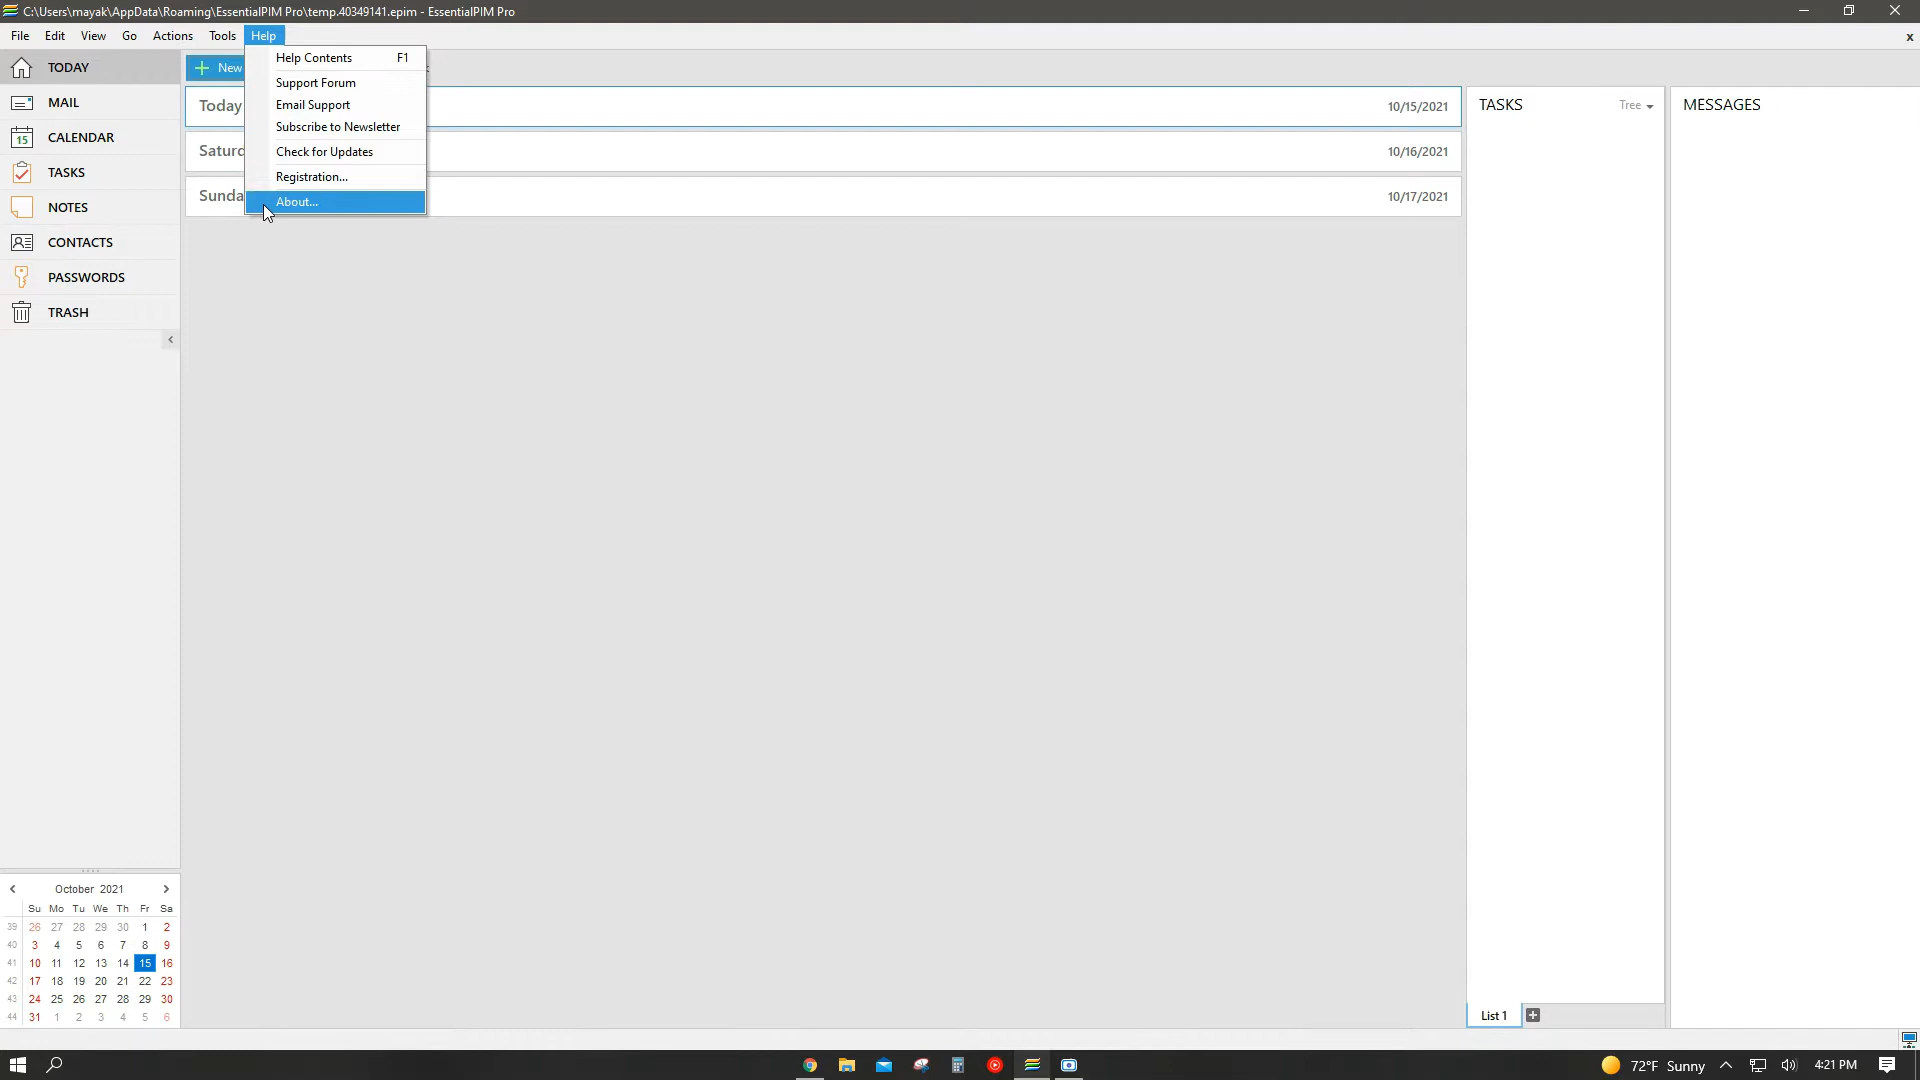 C:\Users\mayak\AppData\Roaming\EssentialPIM Pro\temp.40349141.epim - EssentialPIM Pro
File Edit View Go Actions Tools Help
x
TODAY
MAIL
15 CALENDAR
TASKS
NOTES
CONTACTS
PASSWORDS
TRASH
New
Help Contents F1
Support Forum
Email Support
Subscribe to Newsletter
Check for Updates
Registration...
About...
Today 10/15/2021
10/16/2021
10/17/2021
TASKS Tree
MESSAGES
October 2021
Su Mo Tu We Th Fr Sa
39 26 27 28 29 30 1 2
40 3 4 5 6 7 8 9
41 10 11 12 13 14 15 16
42 17 18 19 20 21 22 23
43 24 25 26 27 28 29 30
44 31 1 2 3 4 5 6
List 1
72°F Sunny
4:21 PM